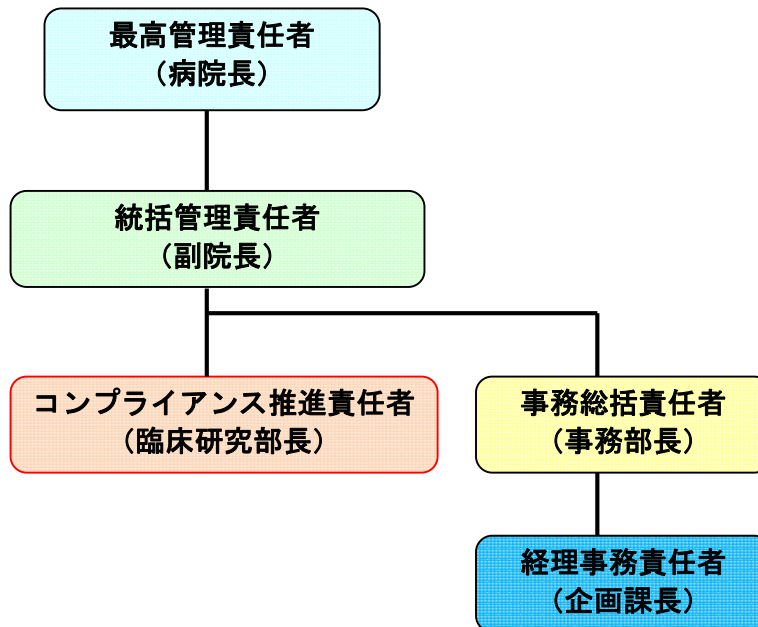 最高管理責任者
（病院長）
統括管理責任者
（副院長）
コンプライアンス推進責任者
（臨床研究部長）
事務総括責任者
（事務部長）
経理事務責任者
（企画課長）